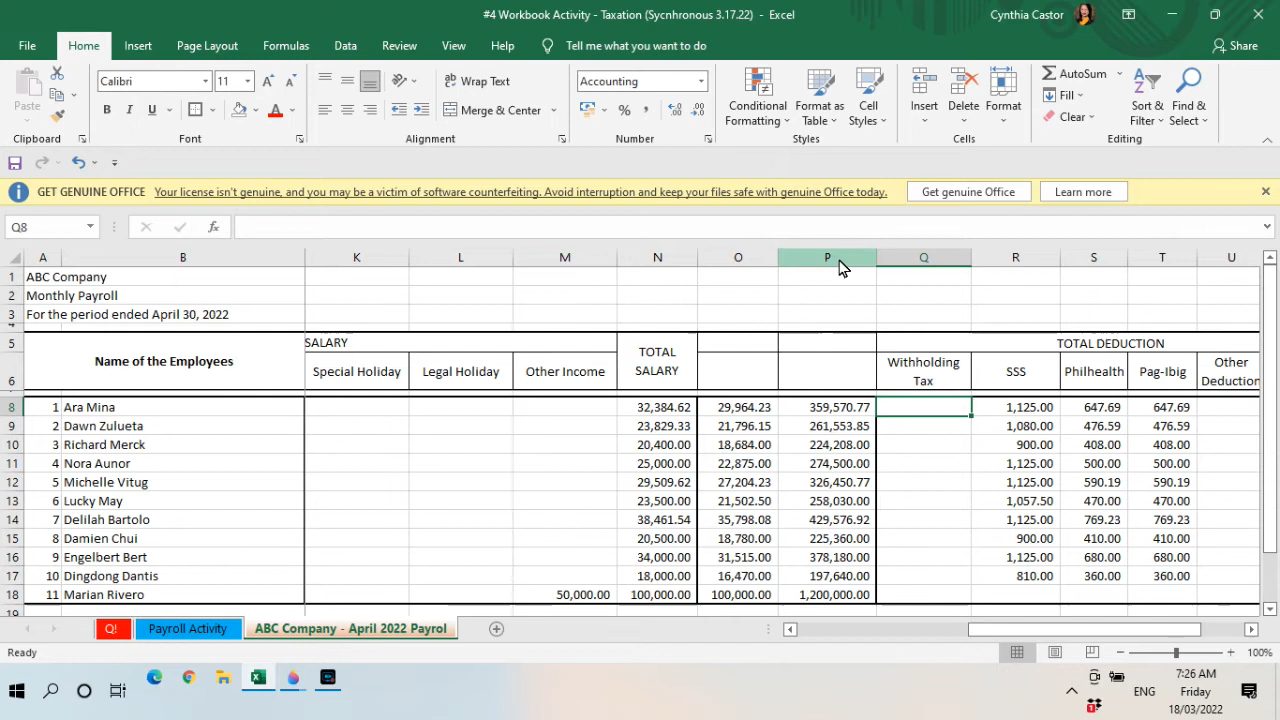 #4 Workbook Activity - Taxation (Sycnhronous 3.17.22) - Excel
Cynthia Castor
File Home Insert Page Layout Formulas Data Review View Help Tell me what you want to do Share
Calibri 11 Wrap Text Accounting AutoSum
Paste B I U Merge & Center % , Conditional Formatting Format as Table Cell Styles Insert Delete Format Fill Clear Sort & Filter Find & Select
Clipboard Font Alignment Number Styles Cells Editing
GET GENUINE OFFICE Your license isn't genuine, and you may be a victim of software counterfeiting. Avoid interruption and keep your files safe with genuine Office today. Get genuine Office Learn more
Q8 fx
A B K L M N O P Q R S T U
1 ABC Company
2 Monthly Payroll
3 For the period ended April 30, 2022
4
5 SALARY TOTAL DEDUCTION
6 Name of the Employees Special Holiday Legal Holiday Other Income TOTAL SALARY Withholding Tax SSS Philhealth Pag-Ibig Other Deduction
8 1 Ara Mina 32,384.62 29,964.23 359,570.77 1,125.00 647.69 647.69
9 2 Dawn Zulueta 23,829.33 21,796.15 261,553.85 1,080.00 476.59 476.59
10 3 Richard Merck 20,400.00 18,684.00 224,208.00 900.00 408.00 408.00
11 4 Nora Aunor 25,000.00 22,875.00 274,500.00 1,125.00 500.00 500.00
12 5 Michelle Vitug 29,509.62 27,204.23 326,450.77 1,125.00 590.19 590.19
13 6 Lucky May 23,500.00 21,502.50 258,030.00 1,057.50 470.00 470.00
14 7 Delilah Bartolo 38,461.54 35,798.08 429,576.92 1,125.00 769.23 769.23
15 8 Damien Chui 20,500.00 18,780.00 225,360.00 900.00 410.00 410.00
16 9 Engelbert Bert 34,000.00 31,515.00 378,180.00 1,125.00 680.00 680.00
17 10 Dingdong Dantis 18,000.00 16,470.00 197,640.00 810.00 360.00 360.00
18 11 Marian Rivero 50,000.00 100,000.00 100,000.00 1,200,000.00
19
Q! Payroll Activity ABC Company - April 2022 Payrol
Ready 100%
7:26 AM
ENG Friday
18/03/2022